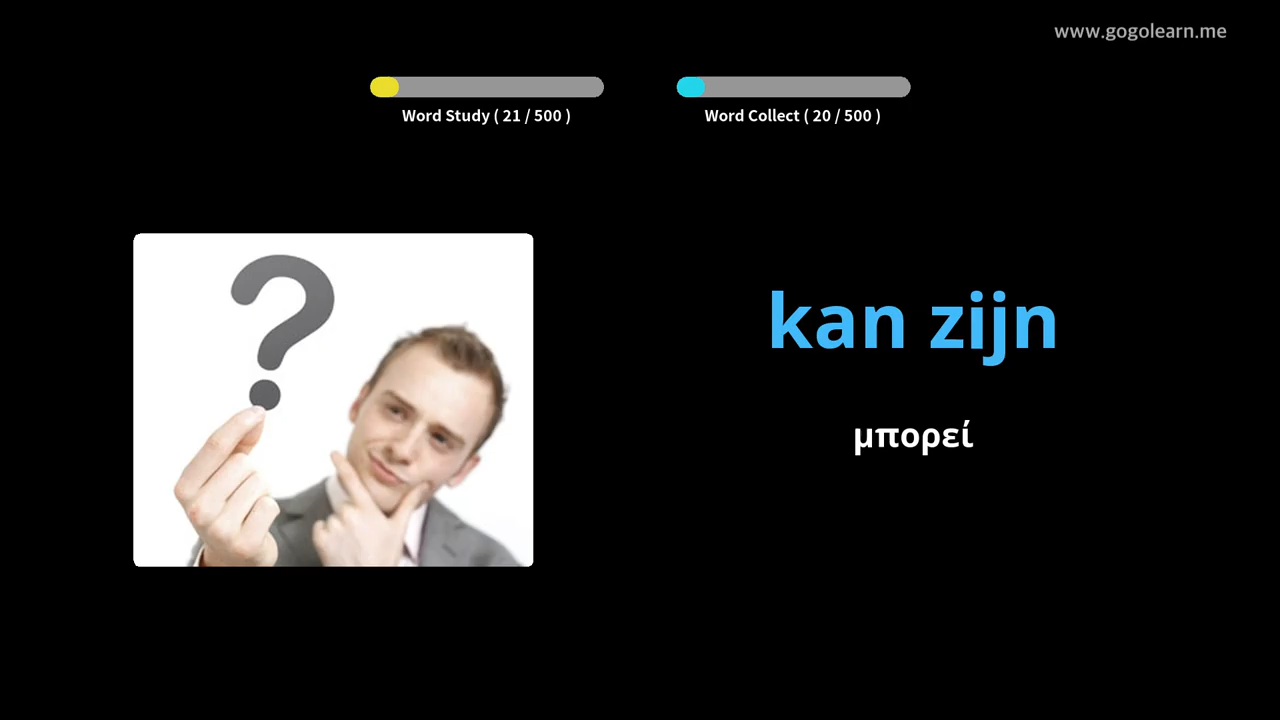 www.gogolearn.me
Word Study ( 21 / 500 )
Word Collect ( 20 / 500 )
kan zijn
μπορεί